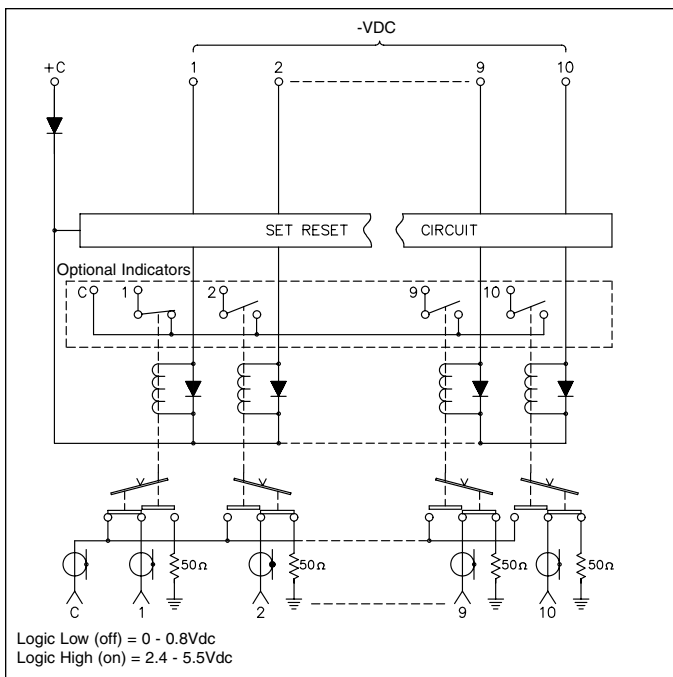 -VDC
+C 1 2 9 10
SET RESET CIRCUIT
Optional Indicators
C 1 2 9 10
50Ω 50Ω 50Ω 50Ω
C 1 2 9 10
Logic Low (off) = 0 - 0.8Vdc
Logic High (on) = 2.4 - 5.5Vdc